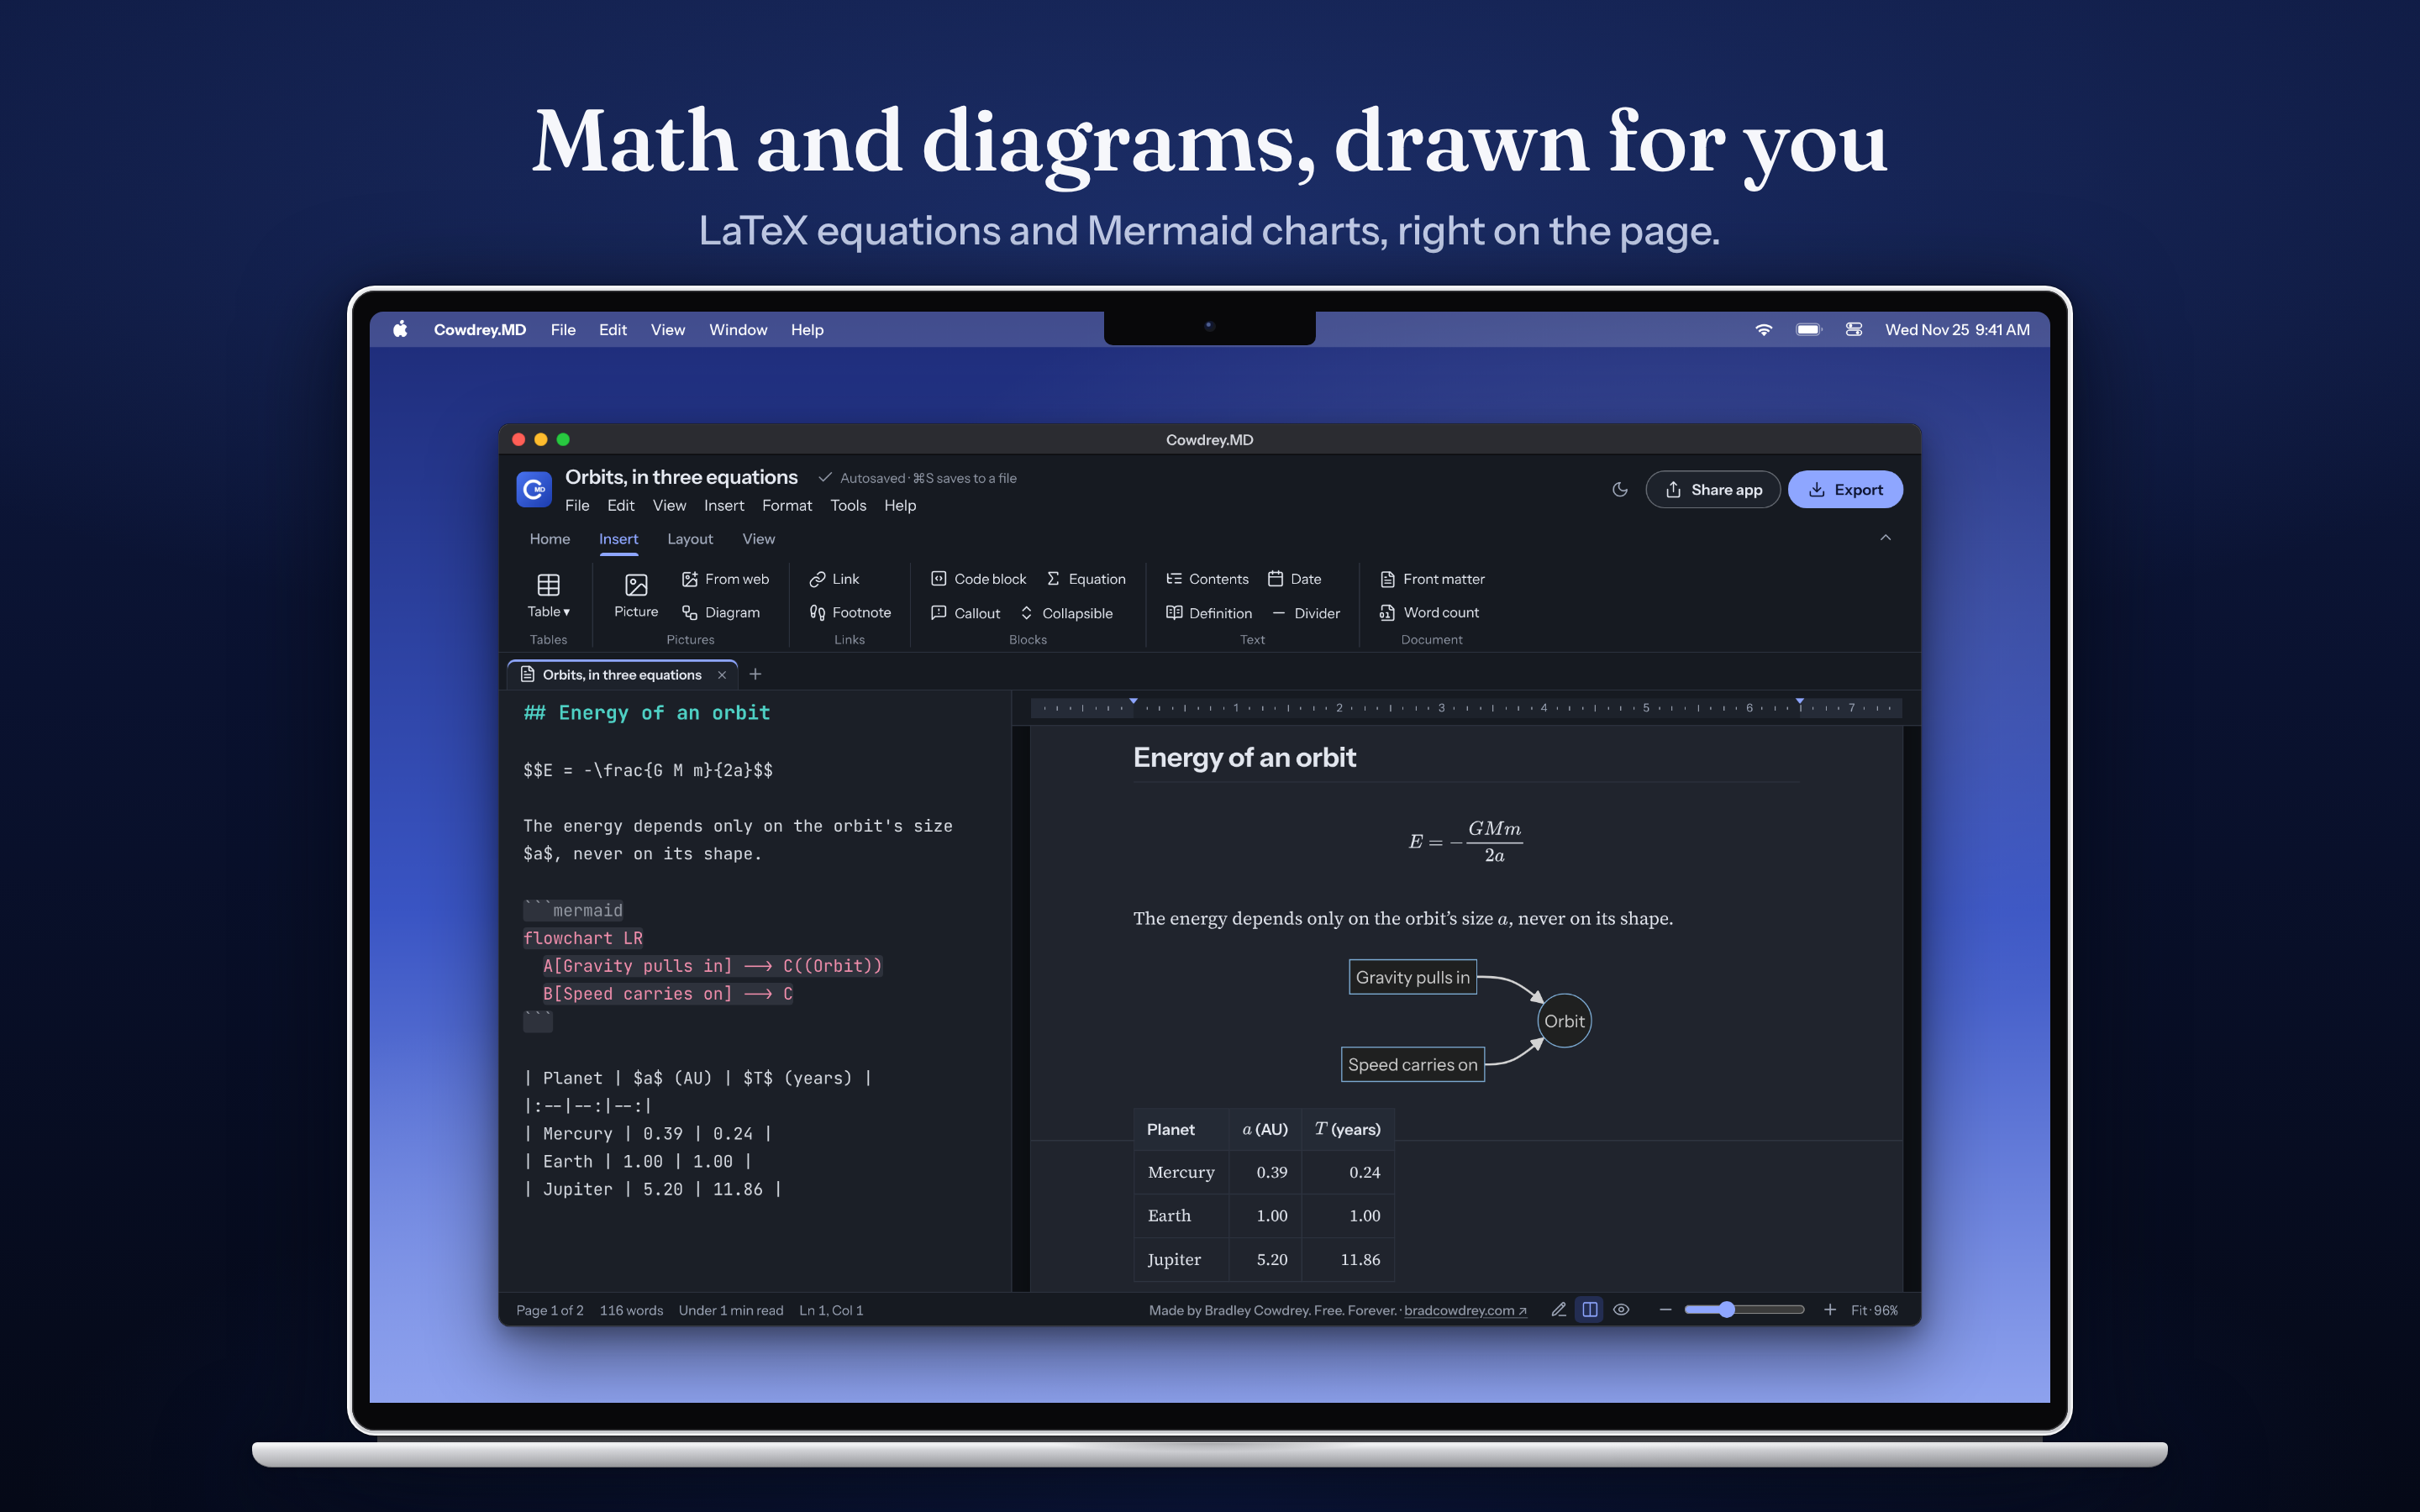 Math and diagrams, drawn for you
LaTeX equations and Mermaid charts, right on the page.
Cowdrey.MD File Edit View Window Help
Wed Nov 25 9:41 AM
Cowdrey.MD
C MD
Orbits, in three equations
Autosaved · ⌘S saves to a file
File Edit View Insert Format Tools Help
Share app
Export
Home Insert Layout View
Table ▾
Tables
Picture
From web
Diagram
Pictures
Link
Footnote
Links
Code block Equation
Callout Collapsible
Blocks
Contents Date
Definition Divider
Text
Front matter
Word count
Document
Orbits, in three equations × +
## Energy of an orbit
$$E = -\frac{G M m}{2a}$$
The energy depends only on the orbit's size
$a$, never on its shape.
```mermaid
flowchart LR
A[Gravity pulls in] --> C((Orbit))
B[Speed carries on] --> C
```
| Planet | $a$ (AU) | $T$ (years) |
|:--|--:|--:|
| Mercury | 0.39 | 0.24 |
| Earth | 1.00 | 1.00 |
| Jupiter | 5.20 | 11.86 |
1 2 3 4 5 6 7
Energy of an orbit
E = − GMm / 2a
The energy depends only on the orbit’s size a, never on its shape.
Gravity pulls in
Orbit
Speed carries on
Planet a (AU) T (years)
Mercury 0.39 0.24
Earth 1.00 1.00
Jupiter 5.20 11.86
Page 1 of 2 116 words Under 1 min read Ln 1, Col 1
Made by Bradley Cowdrey. Free. Forever. · bradcowdrey.com ↗
Fit · 96%